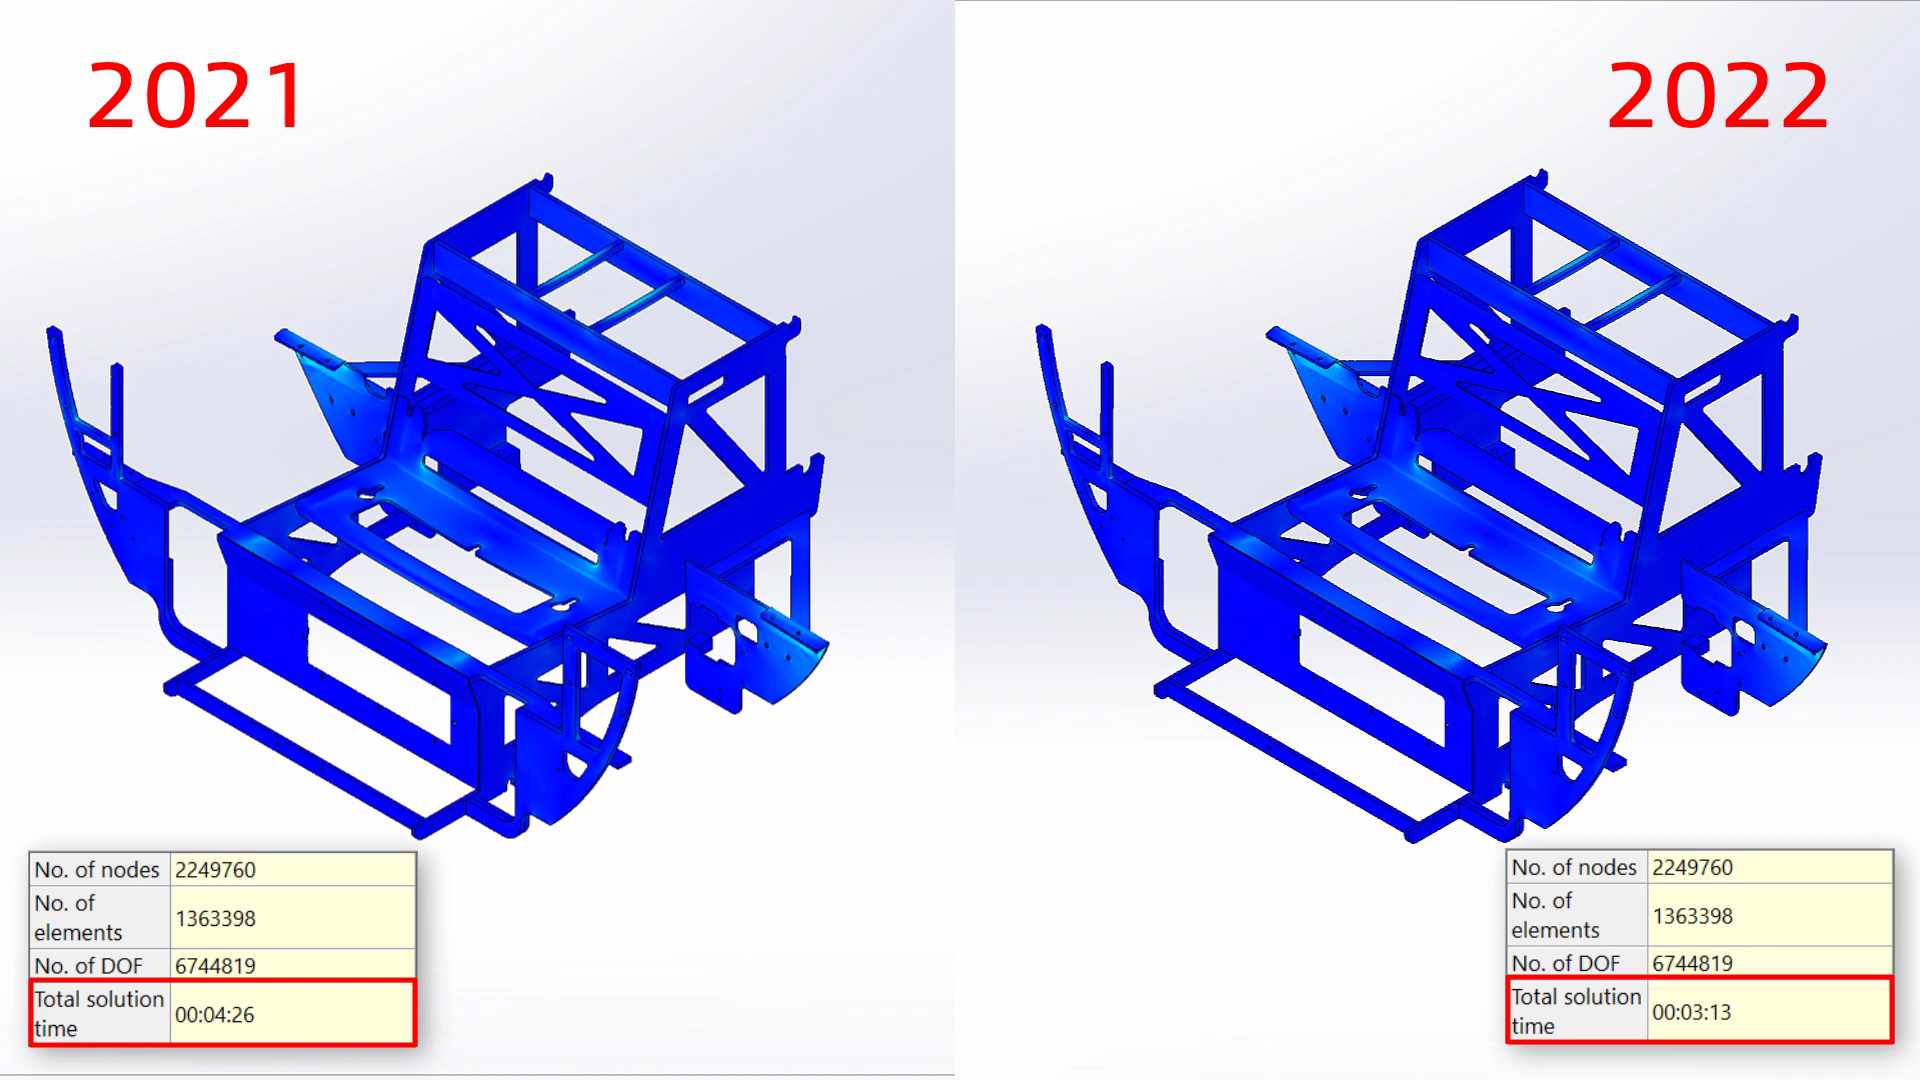 2021
No. of nodes 2249760
No. of
elements 1363398
No. of DOF 6744819
Total solution
time 00:04:26
2022
No. of nodes 2249760
No. of
elements 1363398
No. of DOF 6744819
Total solution
time 00:03:13